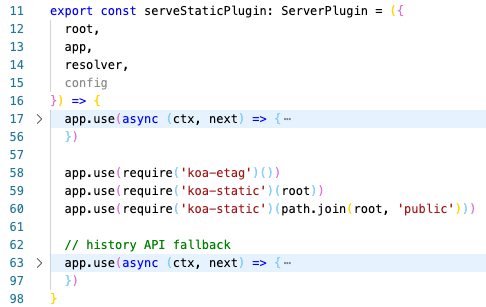 11 export const serveStaticPlugin: ServerPlugin = ({
12   root,
13   app,
14   resolver,
15   config
16 }) => {
17   app.use(async (ctx, next) => {⋯
56   })
57
58   app.use(require('koa-etag')())
59   app.use(require('koa-static')(root))
60   app.use(require('koa-static')(path.join(root, 'public')))
61
62   // history API fallback
63   app.use(async (ctx, next) => {⋯
97   })
98 }